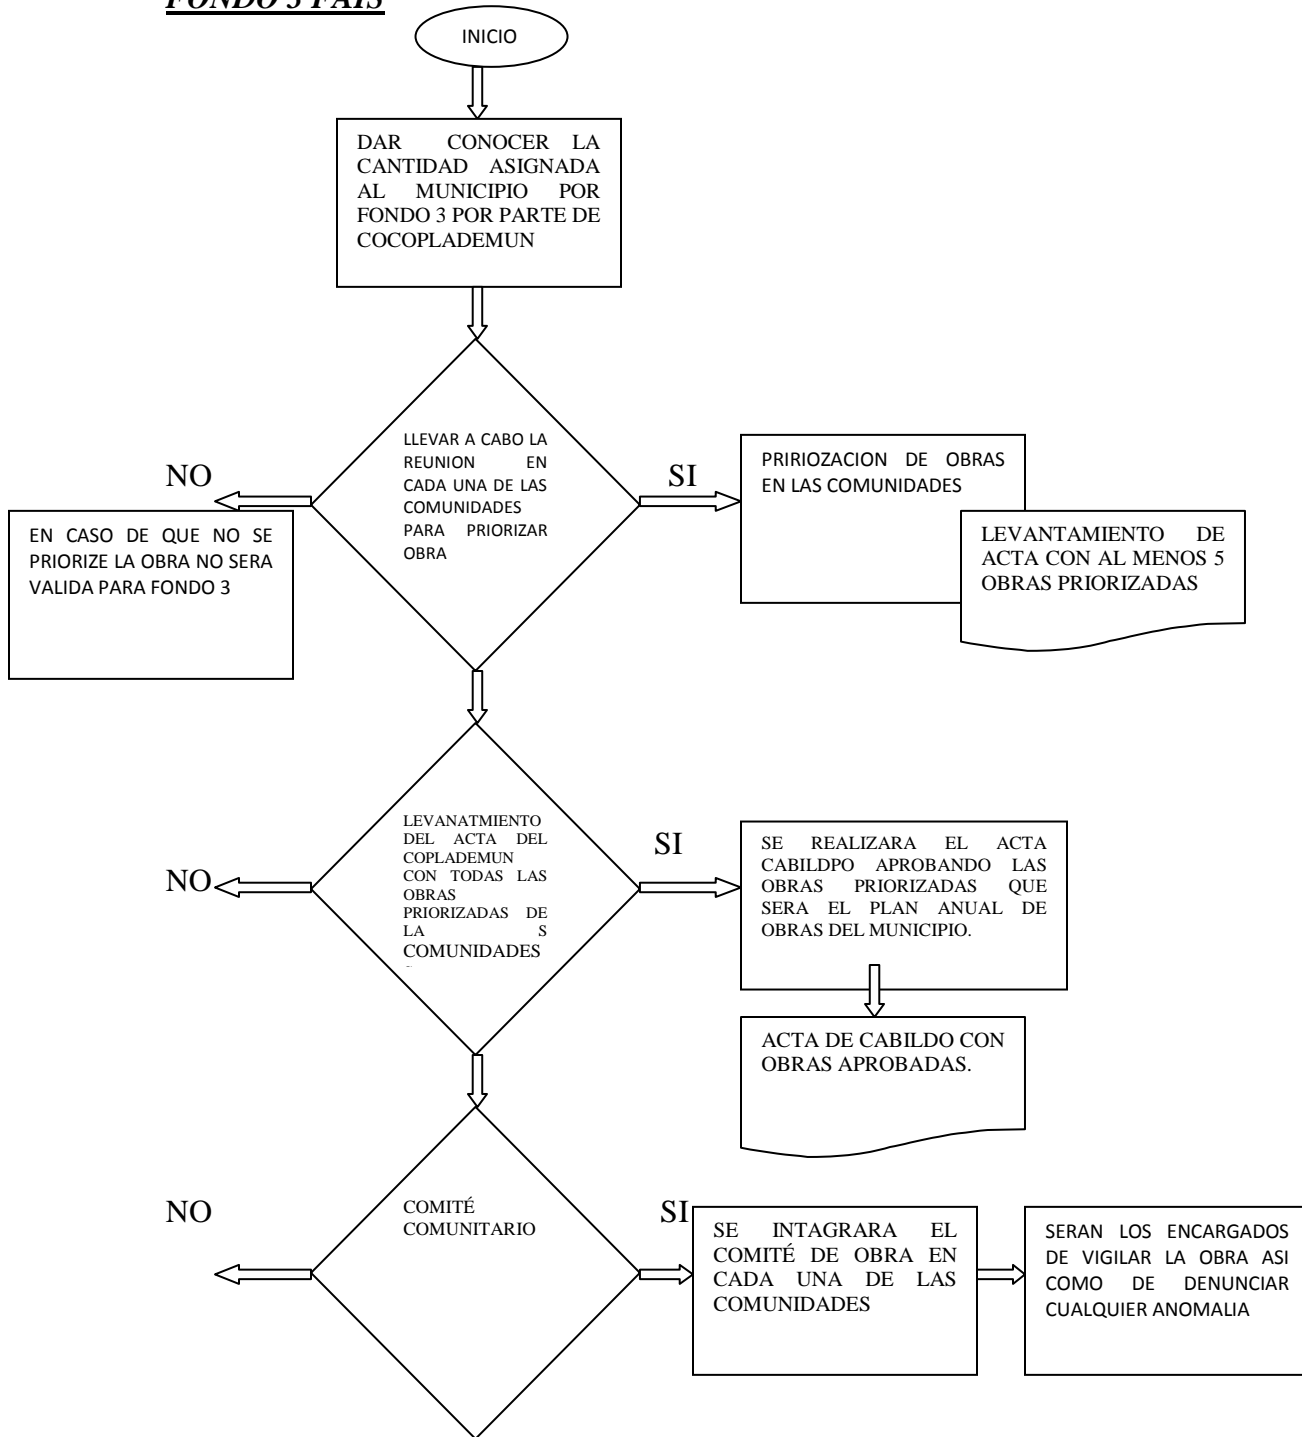 FONDO 3 FAIS
INICIO
DAR CONOCER LA
CANTIDAD ASIGNADA
AL MUNICIPIO POR
FONDO 3 POR PARTE DE
COCOPLADEMUN
LLEVAR A CABO LA
REUNION EN
CADA UNA DE LAS
COMUNIDADES
PARA PRIORIZAR
OBRA
NO
SI
EN CASO DE QUE NO SE
PRIORIZE LA OBRA NO SERA
VALIDA PARA FONDO 3
PRIRIOZACION DE OBRAS
EN LAS COMUNIDADES
LEVANTAMIENTO DE
ACTA CON AL MENOS 5
OBRAS PRIORIZADAS
LEVANATMIENTO
DEL ACTA DEL
COPLADEMUN
CON TODAS LAS
OBRAS
PRIORIZADAS DE
LA S
COMUNIDADES
NO
SI
SE REALIZARA EL ACTA
CABILDPO APROBANDO LAS
OBRAS PRIORIZADAS QUE
SERA EL PLAN ANUAL DE
OBRAS DEL MUNICIPIO.
ACTA DE CABILDO CON
OBRAS APROBADAS.
COMITÉ
COMUNITARIO
NO
SI
SE INTAGRARA EL
COMITÉ DE OBRA EN
CADA UNA DE LAS
COMUNIDADES
SERAN LOS ENCARGADOS
DE VIGILAR LA OBRA ASI
COMO DE DENUNCIAR
CUALQUIER ANOMALIA